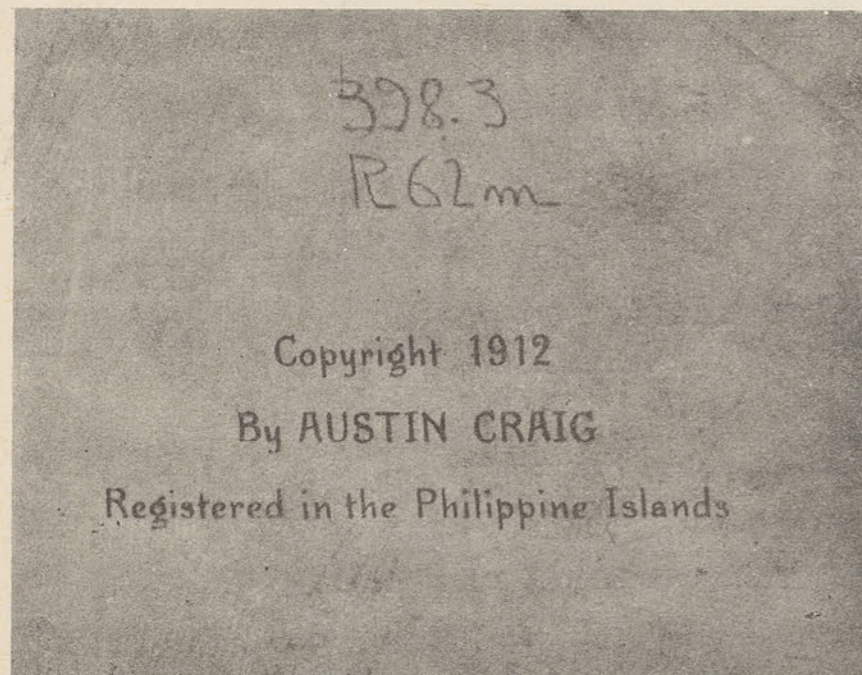 398.3
R62m
Copyright 1912
By AUSTIN CRAIG
Registered in the Philippine Islands